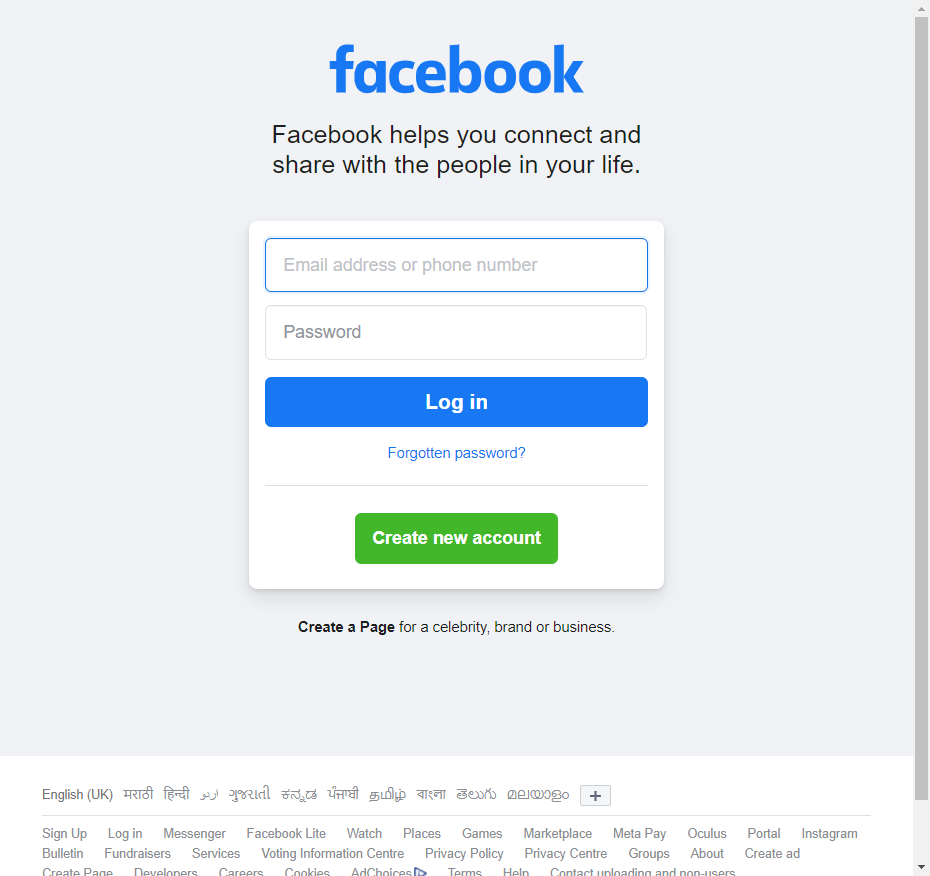 facebook
Facebook helps you connect and
share with the people in your life.
Email address or phone number
Password
Log in
Forgotten password?
Create new account
Create a Page for a celebrity, brand or business.
English (UK) मराठी हिन्दी اردو ગુજરાતી ಕನ್ನಡ ਪੰਜਾਬੀ தமிழ் বাংলা తెలుగు മലയാളം +
Sign Up Log in Messenger Facebook Lite Watch Places Games Marketplace Meta Pay Oculus Portal Instagram
Bulletin Fundraisers Services Voting Information Centre Privacy Policy Privacy Centre Groups About Create ad
Create Page Developers Careers Cookies AdChoices Terms Help Contact uploading and non-users